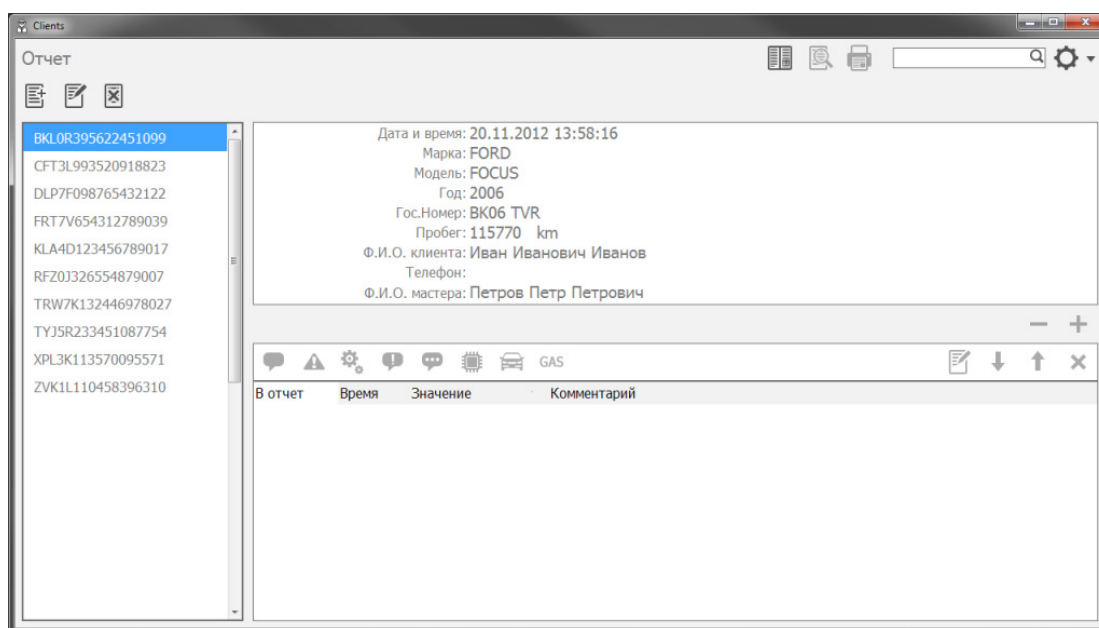 Clients
Отчет
BKL0R395622451099
CFT3L993520918823
DLP7F098765432122
FRT7V654312789039
KLA4D123456789017
RFZ0J326554879007
TRW7K132446978027
TYJ5R233451087754
XPL3K113570095571
ZVK1L110458396310
Дата и время: 20.11.2012 13:58:16
Марка: FORD
Модель: FOCUS
Год: 2006
Гос.Номер: BK06 TVR
Пробег: 115770 km
Ф.И.О. клиента: Иван Иванович Иванов
Телефон:
Ф.И.О. мастера: Петров Петр Петрович
GAS
В отчет Время Значение Комментарий